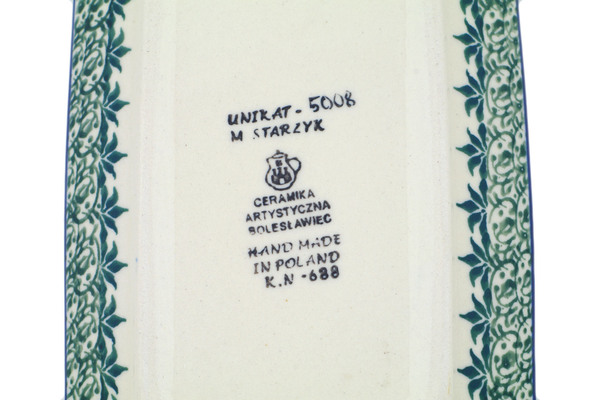 UNIKAT - 5008
M STARZYK
CERAMIKA
ARTYSTYCZNA
BOLESŁAWIEC
HAND MADE
IN POLAND
K.N -688